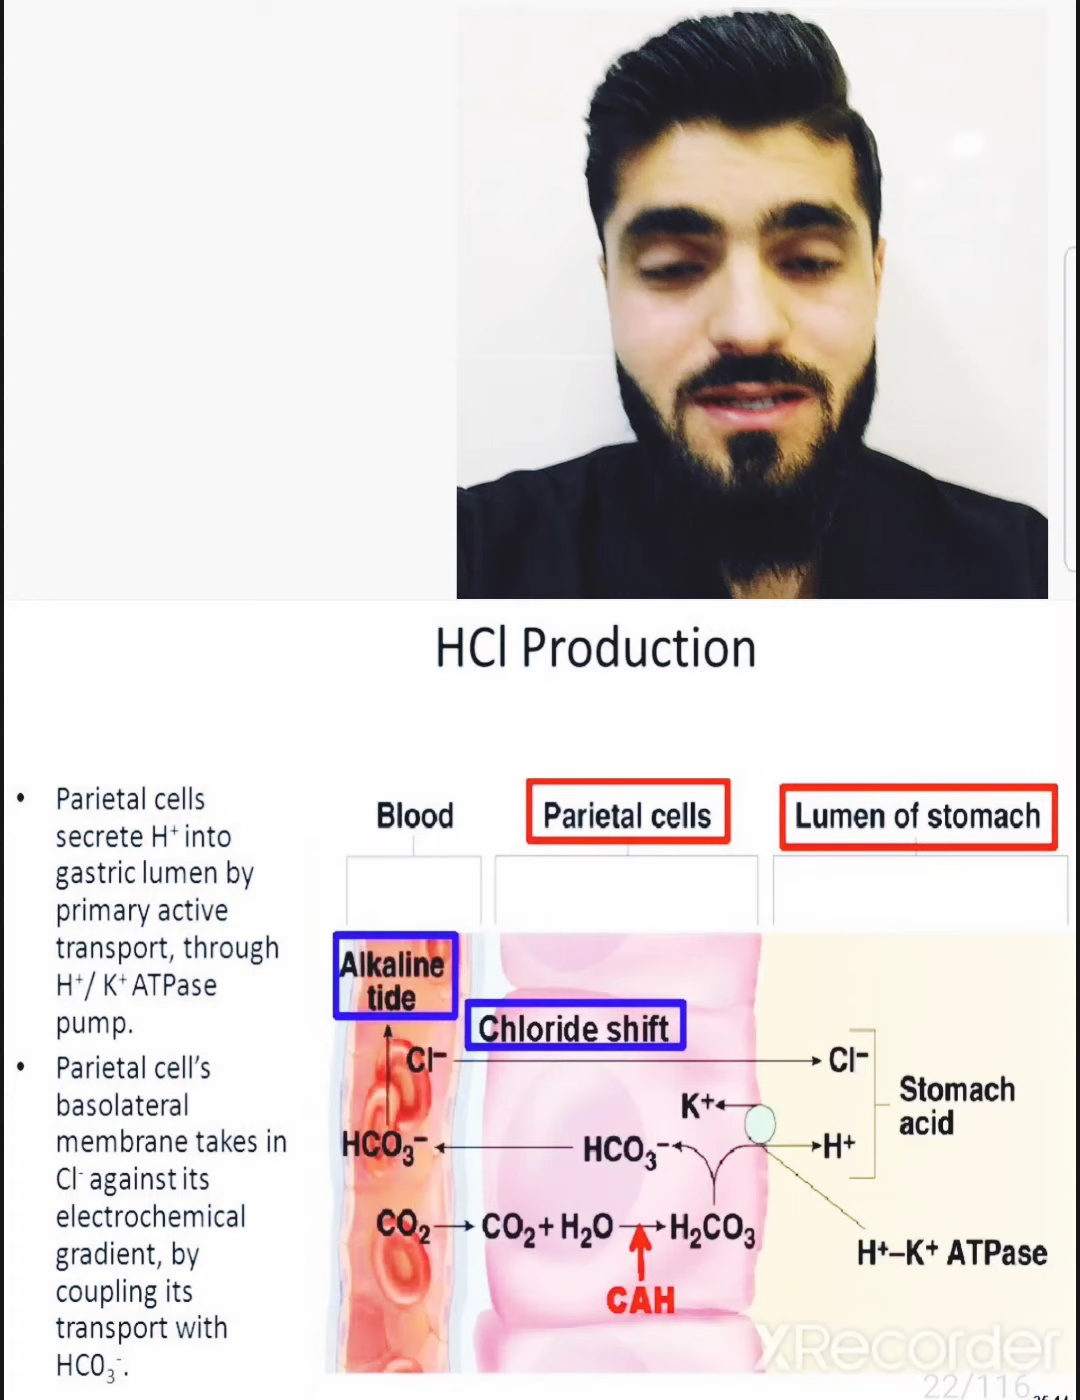 HCl Production
• Parietal cells
secrete H⁺ into
gastric lumen by
primary active
transport, through
H⁺/ K⁺ ATPase
pump.
• Parietal cell’s
basolateral
membrane takes in
Cl⁻ against its
electrochemical
gradient, by
coupling its
transport with
HC0₃⁻.
Blood
Parietal cells
Lumen of stomach
Alkaline
tide
Chloride shift
Cl⁻
Cl⁻
K⁺
Stomach
acid
HCO₃⁻
HCO₃⁻
H⁺
CO₂
CO₂ + H₂O
H₂CO₃
H⁺–K⁺ ATPase
CAH
XRecorder
22/116